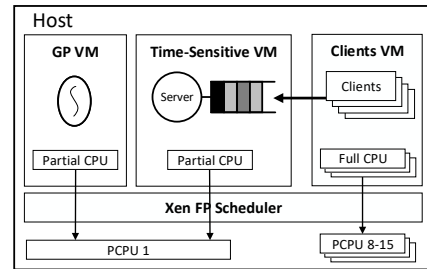 Host
GP VM
Time-Sensitive VM
Clients VM
Server
Clients
Partial CPU
Partial CPU
Full CPU
Xen FP Scheduler
PCPU 1
PCPU 8-15